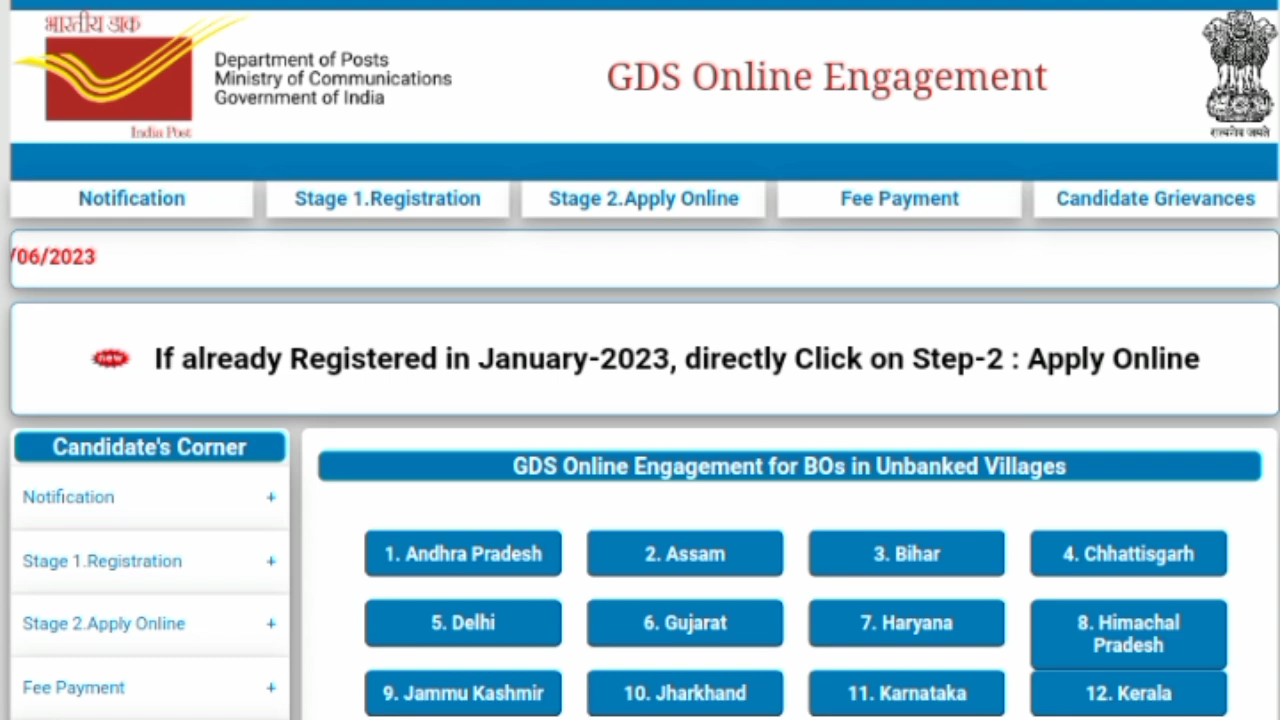 भारतीय डाक
India Post
Department of Posts
Ministry of Communications
Government of India
GDS Online Engagement
सत्यमेव जयते
Notification
Stage 1.Registration
Stage 2.Apply Online
Fee Payment
Candidate Grievances
/06/2023
new
If already Registered in January-2023, directly Click on Step-2 : Apply Online
Candidate's Corner
Notification +
Stage 1.Registration +
Stage 2.Apply Online +
Fee Payment +
GDS Online Engagement for BOs in Unbanked Villages
1. Andhra Pradesh
2. Assam
3. Bihar
4. Chhattisgarh
5. Delhi
6. Gujarat
7. Haryana
8. Himachal
Pradesh
9. Jammu Kashmir
10. Jharkhand
11. Karnataka
12. Kerala